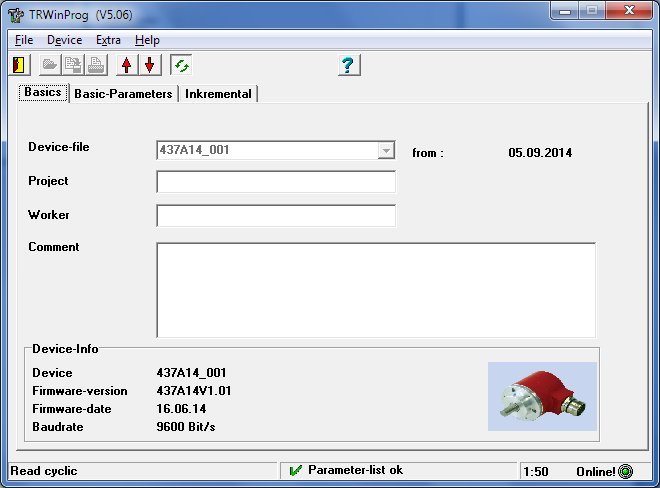 TRWinProg (V5.06)
File Device Extra Help
?
Basics Basic-Parameters Inkremental
Device-file 437A14_001 from : 05.09.2014
Project
Worker
Comment
Device-Info
Device 437A14_001
Firmware-version 437A14V1.01
Firmware-date 16.06.14
Baudrate 9600 Bit/s
Read cyclic Parameter-list ok 1:50 Online!